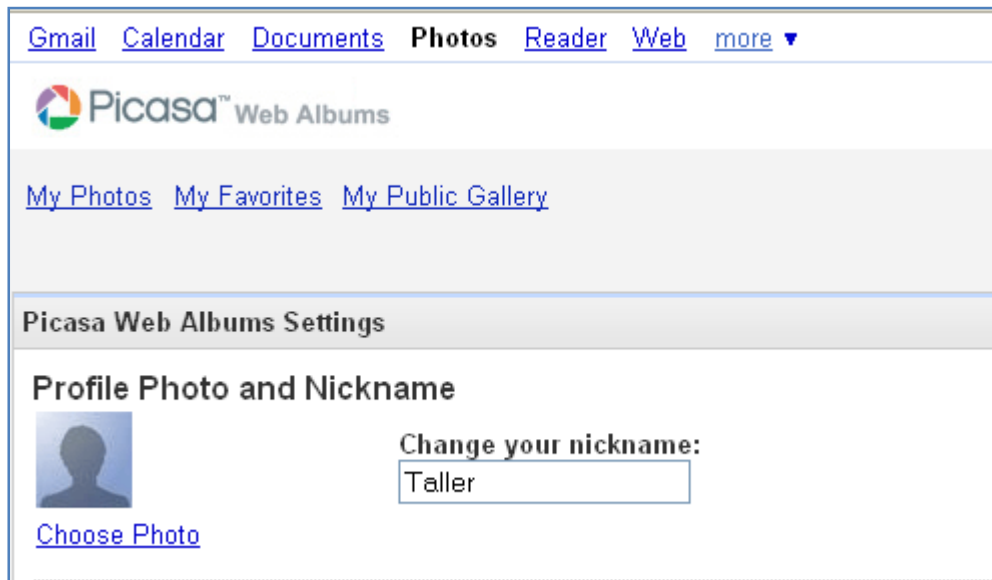 Gmail Calendar Documents Photos Reader Web more ▼
Picasa™ Web Albums
My Photos My Favorites My Public Gallery
Picasa Web Albums Settings
Profile Photo and Nickname
Change your nickname:
Taller
Choose Photo